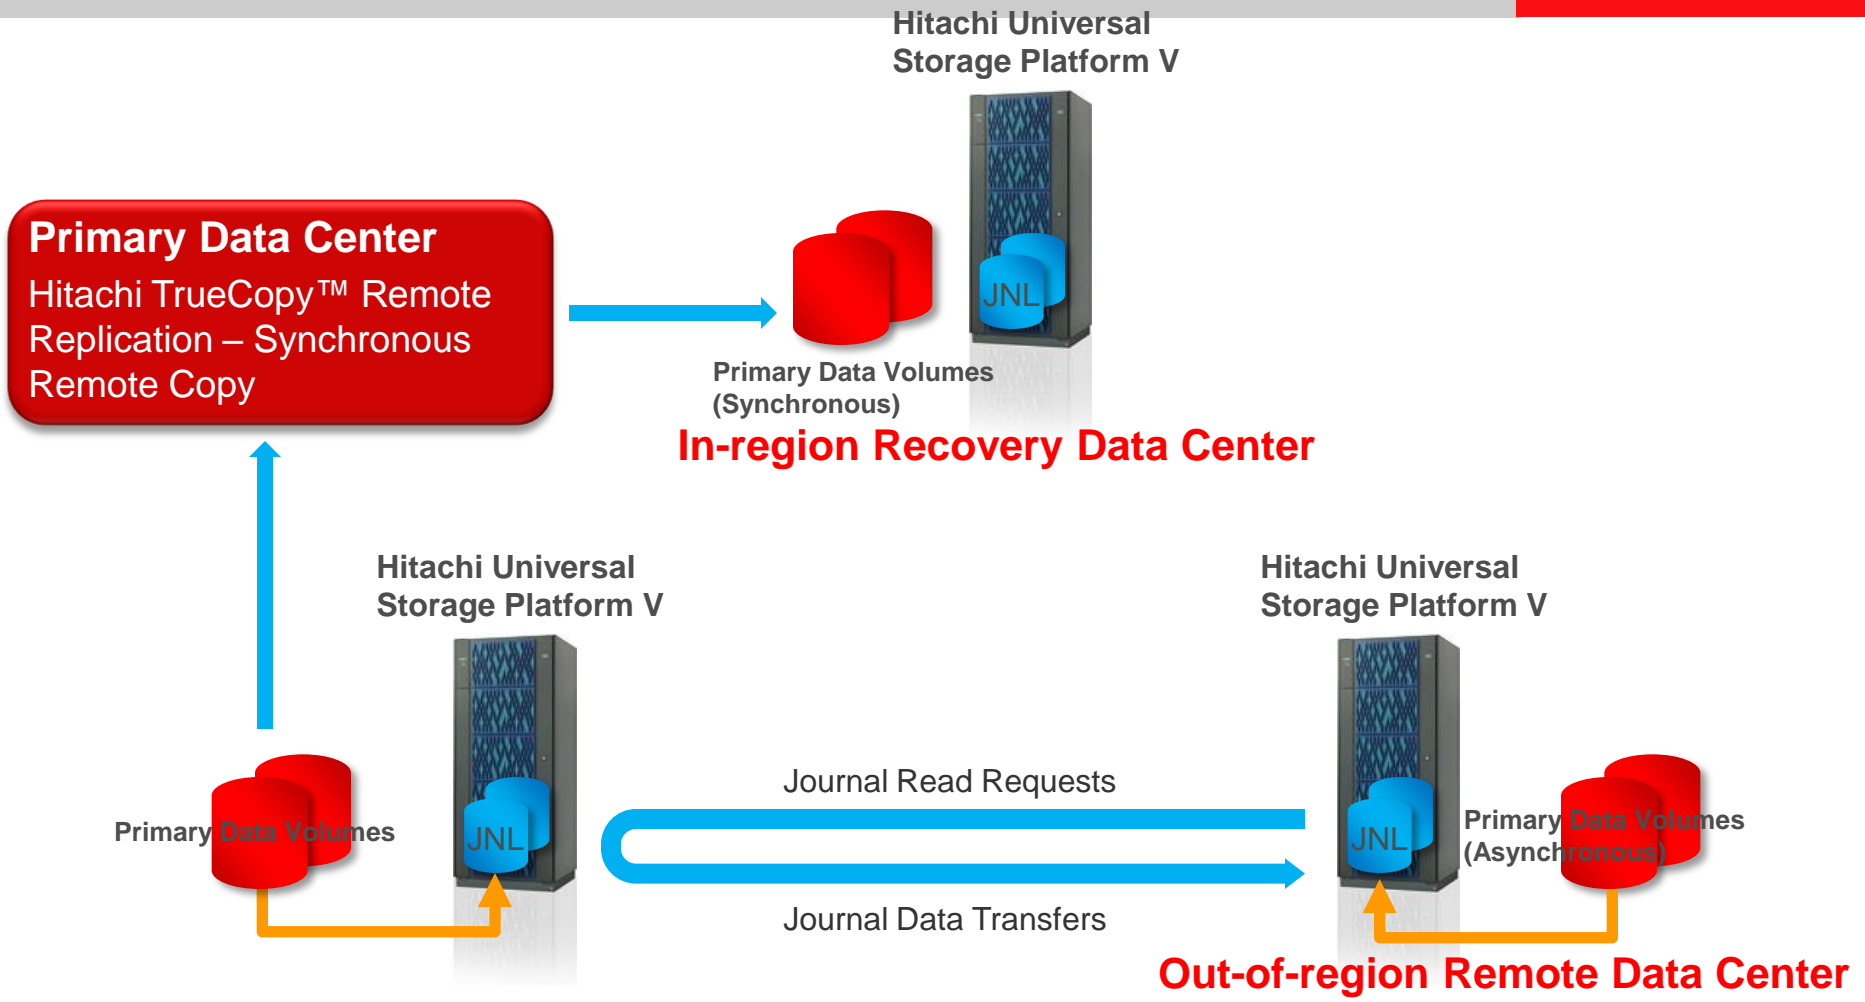 Hitachi Universal
Storage Platform V
Primary Data Center
Hitachi TrueCopy™ Remote
Replication – Synchronous
Remote Copy
JNL
Primary Data Volumes
(Synchronous)
In-region Recovery Data Center
Hitachi Universal
Storage Platform V
Hitachi Universal
Storage Platform V
Primary Data Volumes
JNL
Journal Read Requests
Journal Data Transfers
JNL
Primary Data Volumes
(Asynchronous)
Out-of-region Remote Data Center